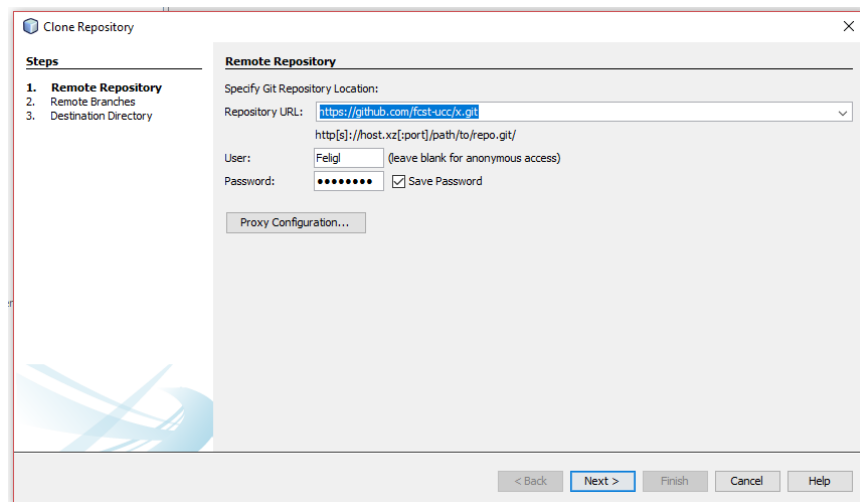 Clone Repository
Steps
1. Remote Repository
2. Remote Branches
3. Destination Directory
Remote Repository
Specify Git Repository Location:
Repository URL: https://github.com/fcst-ucc/x.git
http[s]://host.xz[:port]/path/to/repo.git/
User: Feligl (leave blank for anonymous access)
Password: •••••••• Save Password
Proxy Configuration...
< Back Next > Finish Cancel Help